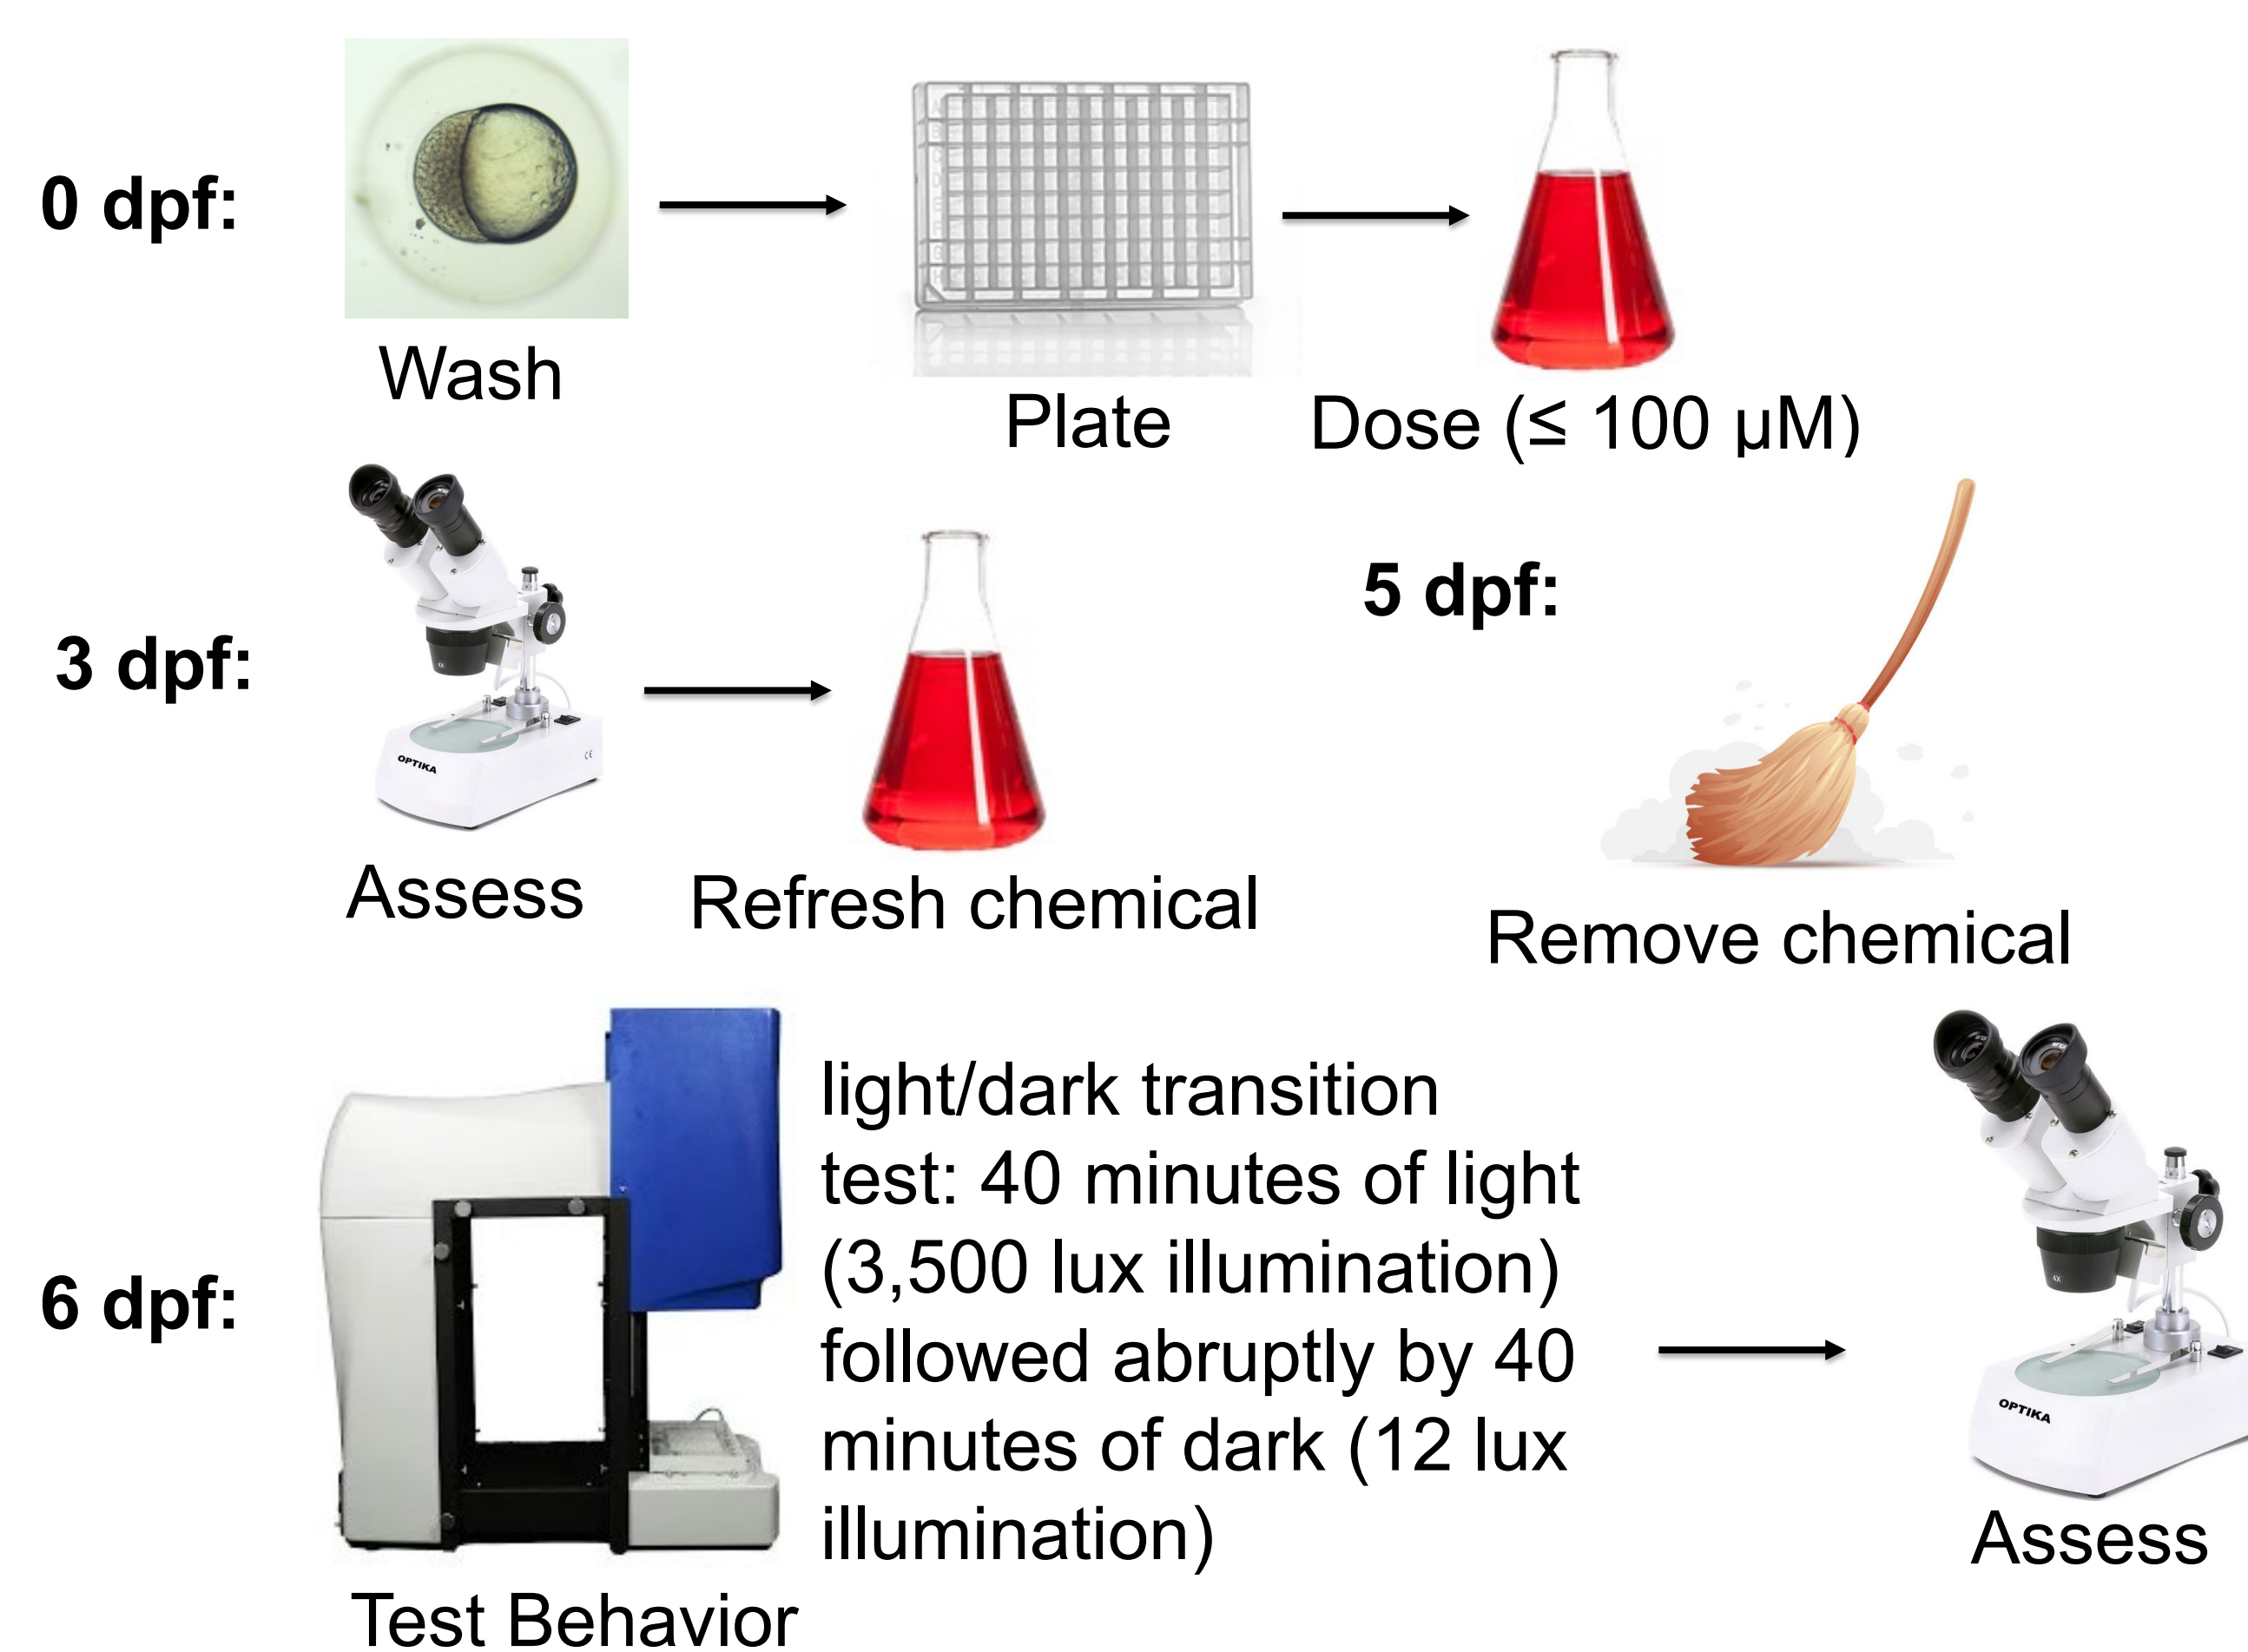 0 dpf:
Wash
Plate
Dose (≤ 100 μM)
3 dpf:
OPTIKA
CE
Assess
Refresh chemical
5 dpf:
Remove chemical
6 dpf:
Test Behavior
light/dark transition
test: 40 minutes of light
(3,500 lux illumination)
followed abruptly by 40
minutes of dark (12 lux
illumination)
4X
OPTIKA
Assess